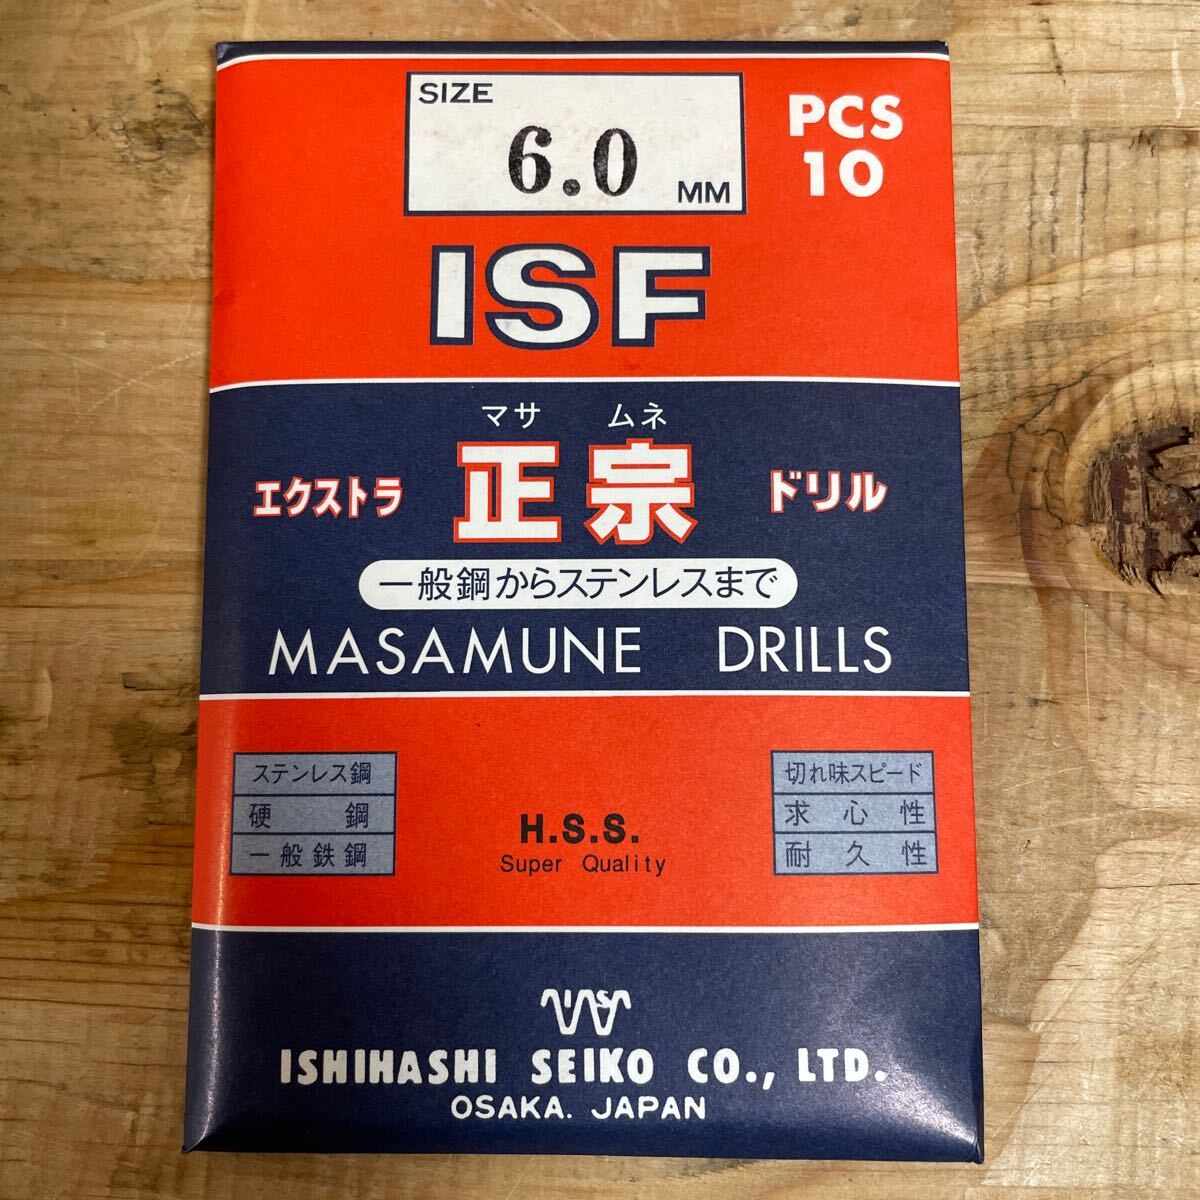 SIZE
6.0
MM
PCS
10
ISF
マサ ムネ
エクストラ 正宗 ドリル
一般鋼からステンレスまで
MASAMUNE DRILLS
ステンレス鋼
硬 鋼
一般鉄鋼
H.S.S.
Super Quality
切れ味スピード
求 心 性
耐 久 性
ISHIHASHI SEIKO CO., LTD.
OSAKA. JAPAN